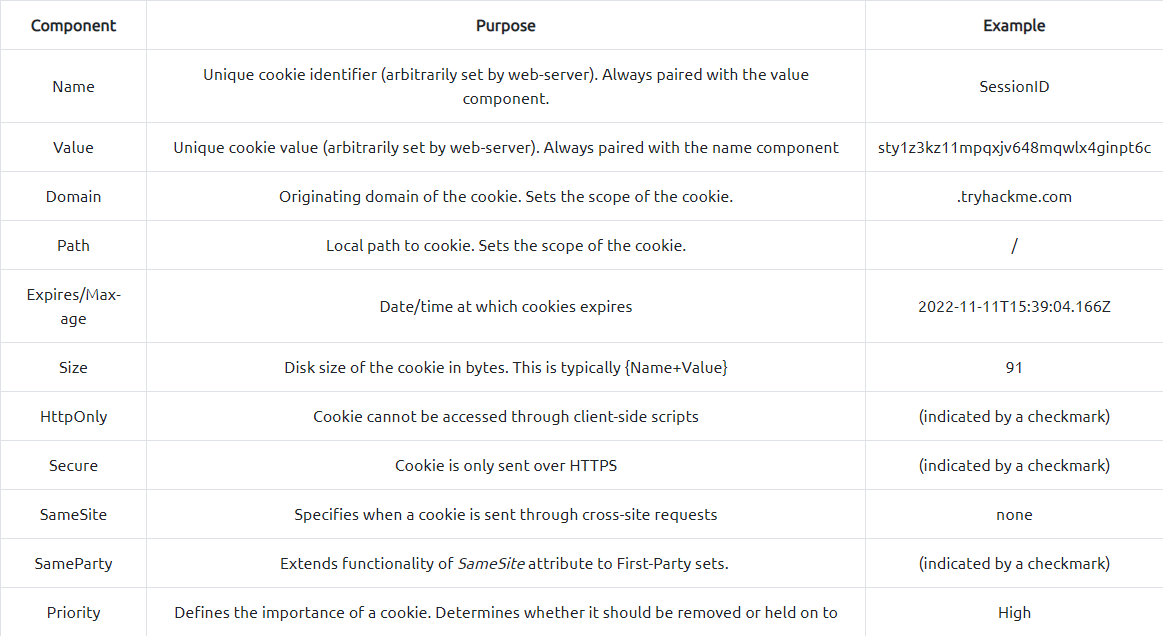 Component Purpose Example
Name Unique cookie identifier (arbitrarily set by web-server). Always paired with the value
component. SessionID
Value Unique cookie value (arbitrarily set by web-server). Always paired with the name component sty1z3kz11mpqxjv648mqwlx4ginpt6c
Domain Originating domain of the cookie. Sets the scope of the cookie. .tryhackme.com
Path Local path to cookie. Sets the scope of the cookie. /
Expires/Max-
age Date/time at which cookies expires 2022-11-11T15:39:04.166Z
Size Disk size of the cookie in bytes. This is typically {Name+Value} 91
HttpOnly Cookie cannot be accessed through client-side scripts (indicated by a checkmark)
Secure Cookie is only sent over HTTPS (indicated by a checkmark)
SameSite Specifies when a cookie is sent through cross-site requests none
SameParty Extends functionality of SameSite attribute to First-Party sets. (indicated by a checkmark)
Priority Defines the importance of a cookie. Determines whether it should be removed or held on to High